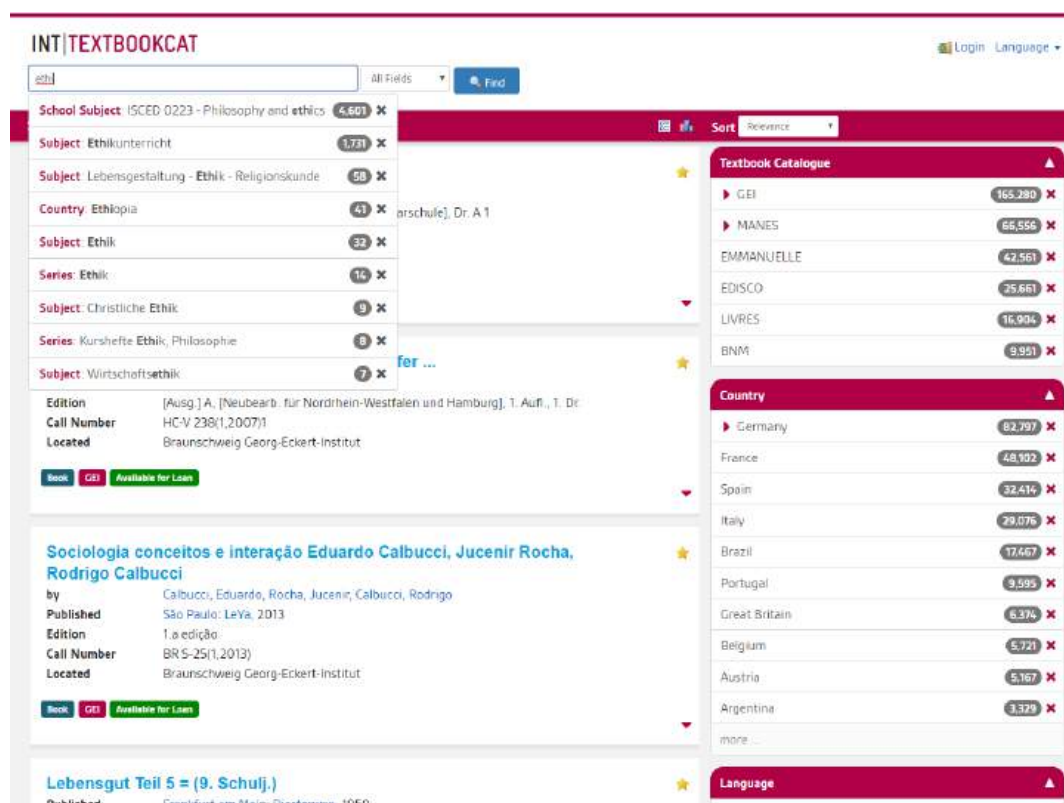 INT|TEXTBOOKCAT
Login Language
ethi All Fields Find
School Subject: ISCED 0223 - Philosophy and ethics 4,601
Subject: Ethikunterricht 1,731
Subject: Lebensgestaltung - Ethik - Religionskunde 58
Country: Ethiopia 41
Subject: Ethik 32
Series: Ethik 14
Subject: Christliche Ethik 9
Series: Kurshefte Ethik, Philosophie 8
Subject: Wirtschaftsethik 7
Sort Relevance
arschule], Dr. A 1
fer ...
Edition [Ausg.] A, [Neubearb. für Nordrhein-Westfalen und Hamburg], 1. Aufl., 1. Dr.
Call Number HC-V 238(1,2007)1
Located Braunschweig Georg-Eckert-Institut
Book GEI Available for Loan
Sociologia conceitos e interação Eduardo Calbucci, Jucenir Rocha,
Rodrigo Calbucci
by Calbucci, Eduardo, Rocha, Jucenir, Calbucci, Rodrigo
Published São Paulo: LeYa, 2013
Edition 1.a edição
Call Number BR S-25(1,2013)
Located Braunschweig Georg-Eckert-Institut
Book GEI Available for Loan
Lebensgut Teil 5 = (9. Schulj.)
Textbook Catalogue
GEI 165,280
MANES 66,556
EMMANUELLE 42,561
EDISCO 25,661
LIVRES 16,904
BNM 9,951
Country
Germany 82,797
France 48,102
Spain 32,414
Italy 29,076
Brazil 17,467
Portugal 9,595
Great Britain 6,374
Belgium 5,721
Austria 5,167
Argentina 3,329
more ...
Language